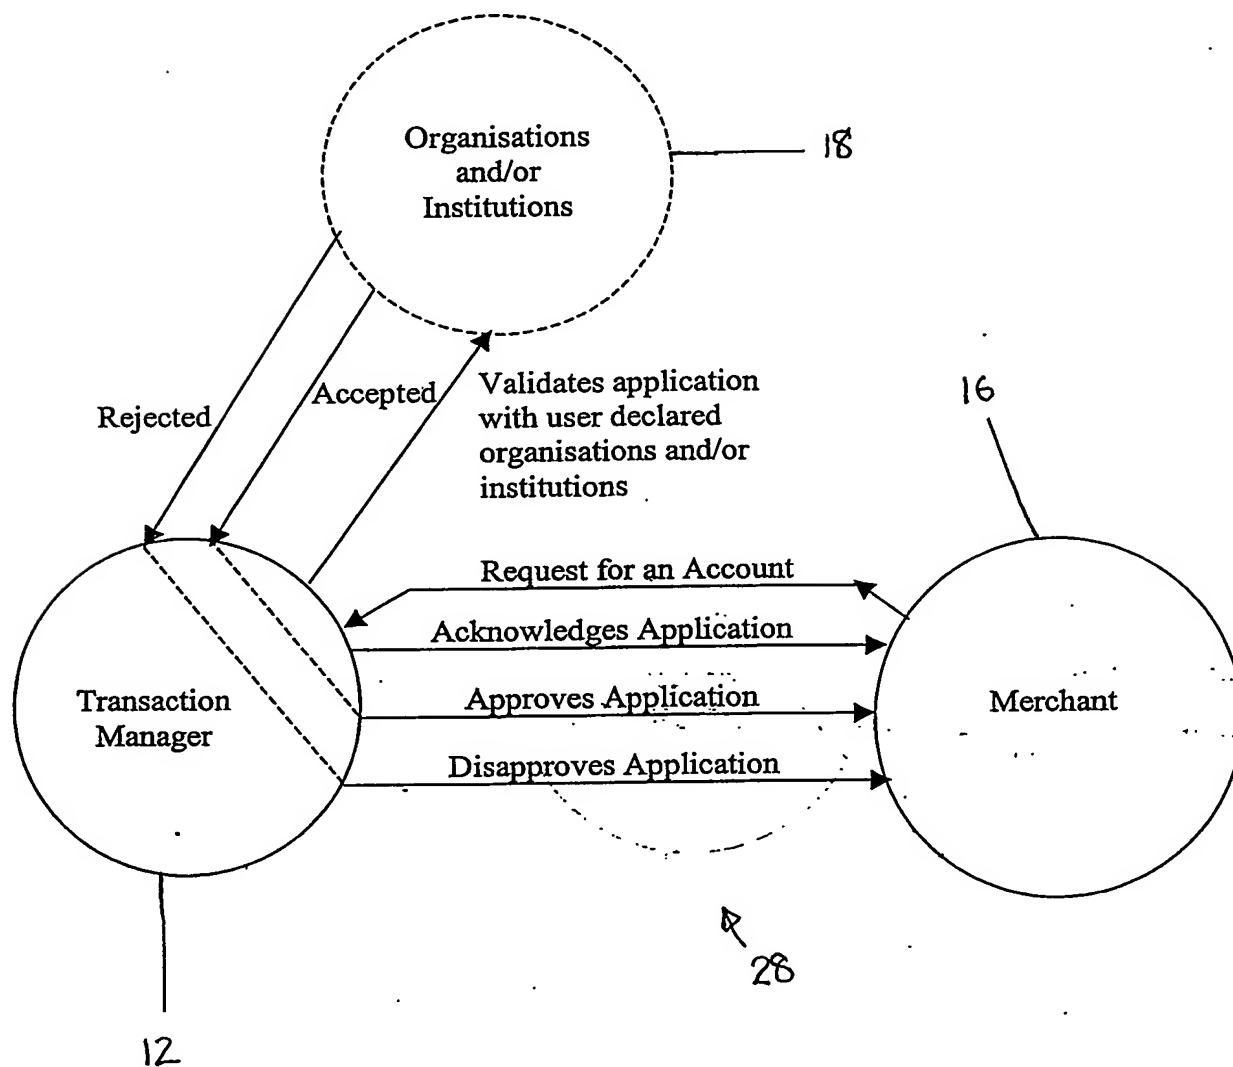 Organisations
and/or
Institutions
18
Rejected
Accepted
Validates application
with user declared
organisations and/or
institutions
16
Request for an Account
Acknowledges Application
Approves Application
Disapproves Application
Transaction
Manager
Merchant
28
12